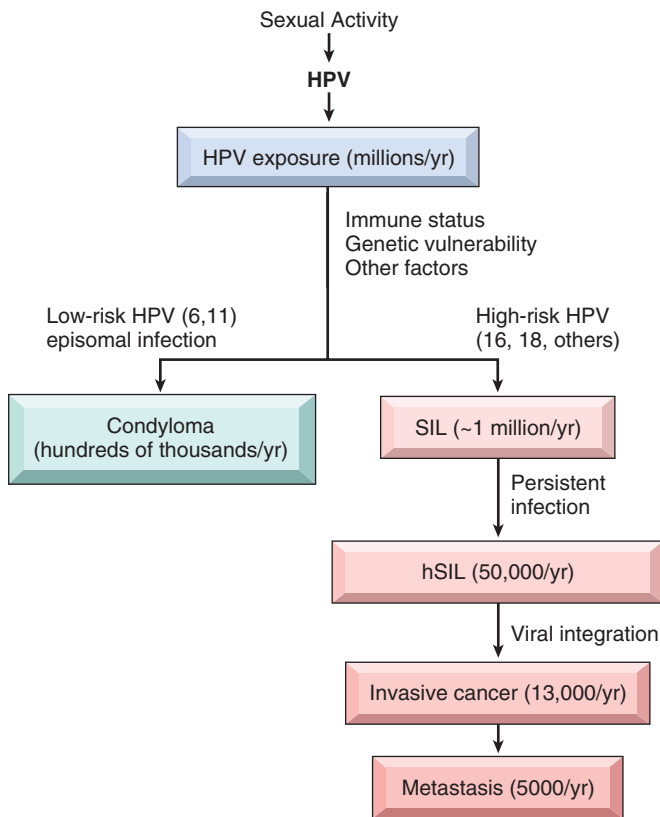 Sexual Activity
HPV
HPV exposure (millions/yr)
Immune status
Genetic vulnerability
Other factors
Low-risk HPV (6,11)
episomal infection
High-risk HPV
(16, 18, others)
Condyloma
(hundreds of thousands/yr)
SIL (~1 million/yr)
Persistent
infection
hSIL (50,000/yr)
Viral integration
Invasive cancer (13,000/yr)
Metastasis (5000/yr)